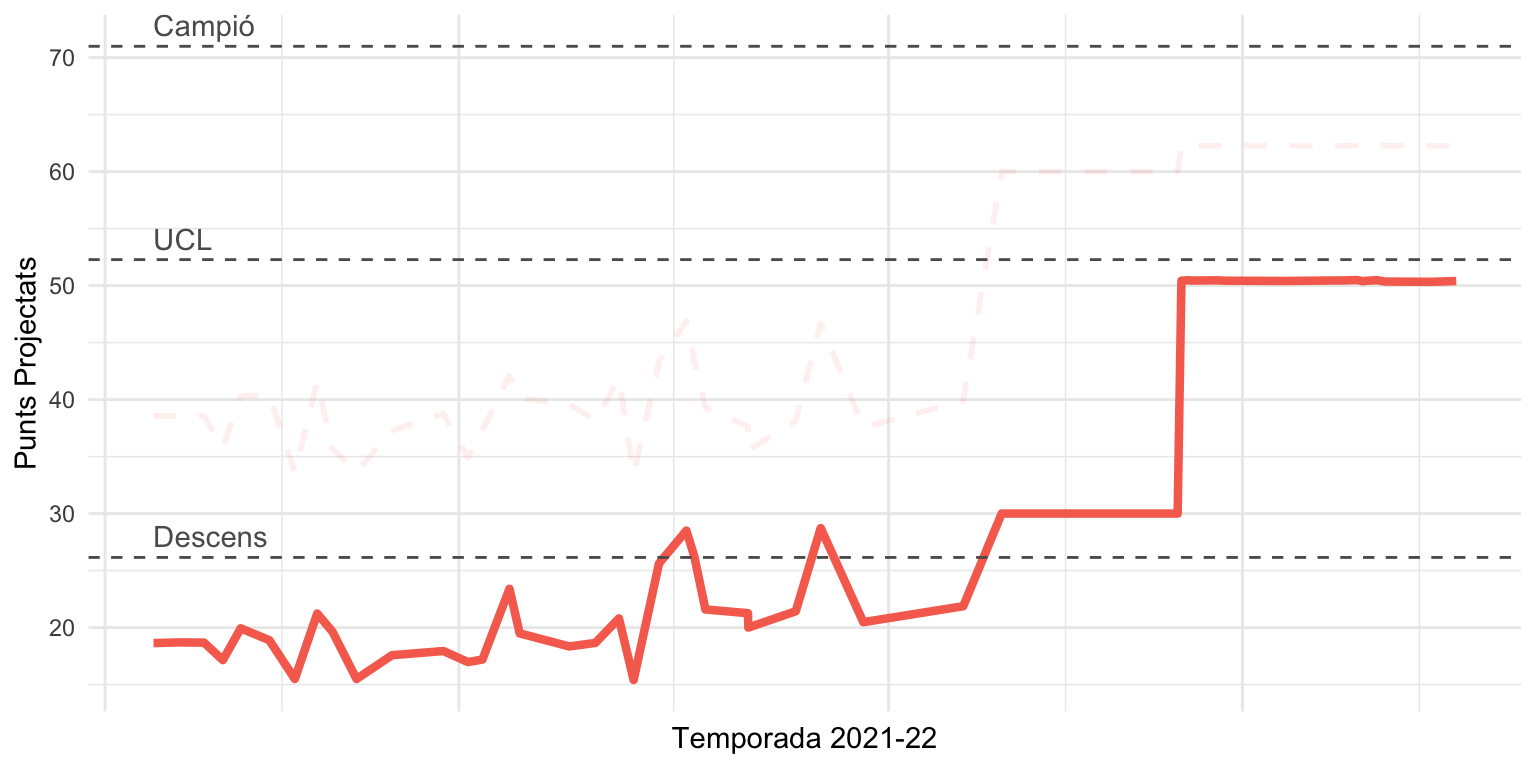 Campió
70
60
UCL
Punts Projectats
50
40
30
Descens
20
Temporada 2021-22